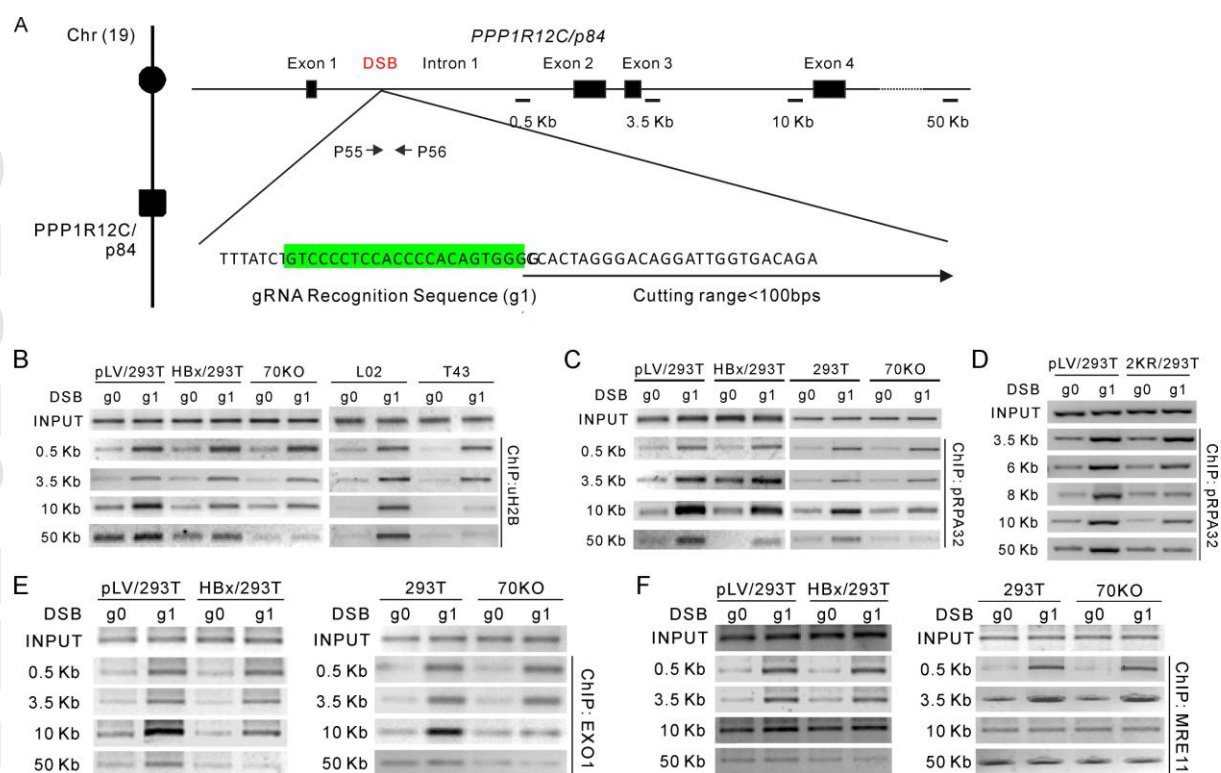 A
Chr (19)
PPP1R12C/p84
Exon 1
DSB
Intron 1
Exon 2
Exon 3
Exon 4
0.5 Kb
3.5 Kb
10 Kb
50 Kb
P55
P56
PPP1R12C/
p84
TTTATCTGTCCCCTCCACCCCACAGTGGGGCCACTAGGGACAGGATTGGTGACAGA
gRNA Recognition Sequence (g1)
Cutting range<100bps
B
pLV/293T HBx/293T 70KO L02 T43
DSB g0 g1 g0 g1 g0 g1 g0 g1 g0 g1
INPUT
0.5 Kb
3.5 Kb
10 Kb
50 Kb
ChIP:uH2B
C
pLV/293T HBx/293T 293T 70KO
DSB g0 g1 g0 g1 g0 g1 g0 g1
INPUT
0.5 Kb
3.5 Kb
10 Kb
50 Kb
ChIP: pRPA32
D
pLV/293T 2KR/293T
DSB g0 g1 g0 g1
INPUT
3.5 Kb
6 Kb
8 Kb
10 Kb
50 Kb
ChIP: pRPA32
E
pLV/293T HBx/293T 293T 70KO
DSB g0 g1 g0 g1 DSB g0 g1 g0 g1
INPUT INPUT
0.5 Kb 0.5 Kb
3.5 Kb 3.5 Kb
10 Kb 10 Kb
50 Kb 50 Kb
ChIP: EXO1
F
pLV/293T HBx/293T 293T 70KO
DSB g0 g1 g0 g1 DSB g0 g1 g0 g1
INPUT INPUT
0.5 Kb 0.5 Kb
3.5 Kb 3.5 Kb
10 Kb 10 Kb
50 Kb 50 Kb
ChIP: MRE11